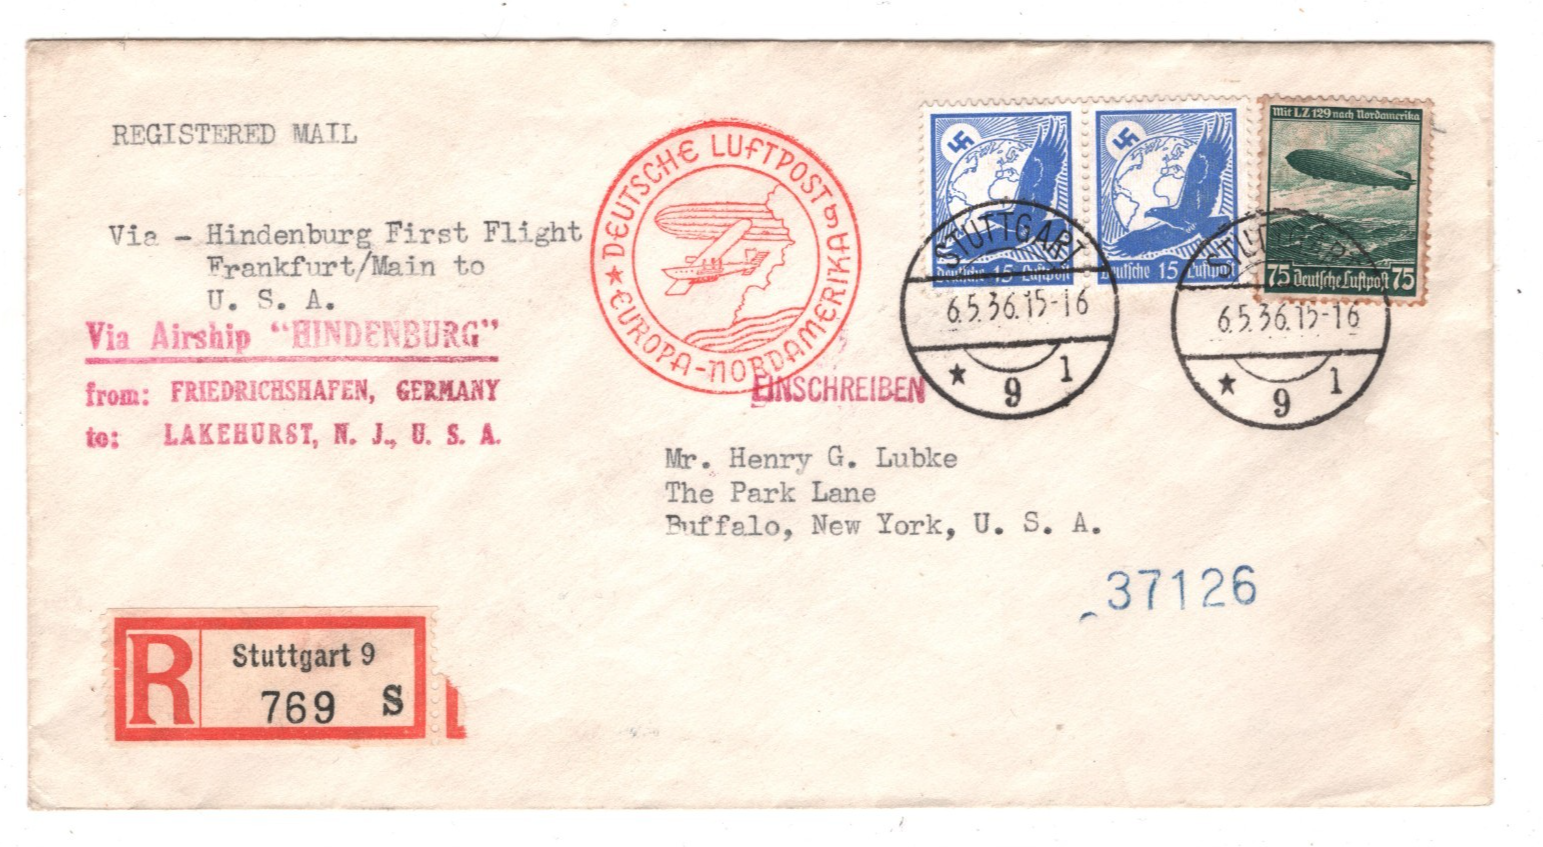 REGISTERED MAIL
Via - Hindenburg First Flight
Frankfurt/Main to
U. S. A.
Via Airship "HINDENBURG"
from: FRIEDRICHSHAFEN, GERMANY
to: LAKEHURST, N. J., U. S. A.
DEUTSCHE LUFTPOST b
★ EUROPA-NORDAMERIKA
EINSCHREIBEN
Deutsche 15 Luftpost
Deutsche 15 Luftpost
Mit LZ 129 nach Nordamerika
75 Deutsche Luftpost 75
STUTTGART
6.5.36.15-16
★ 9 1
STUTTGART
6.5.36.15-16
★ 9 1
Mr. Henry G. Lubke
The Park Lane
Buffalo, New York, U. S. A.
37126
R Stuttgart 9
769 S